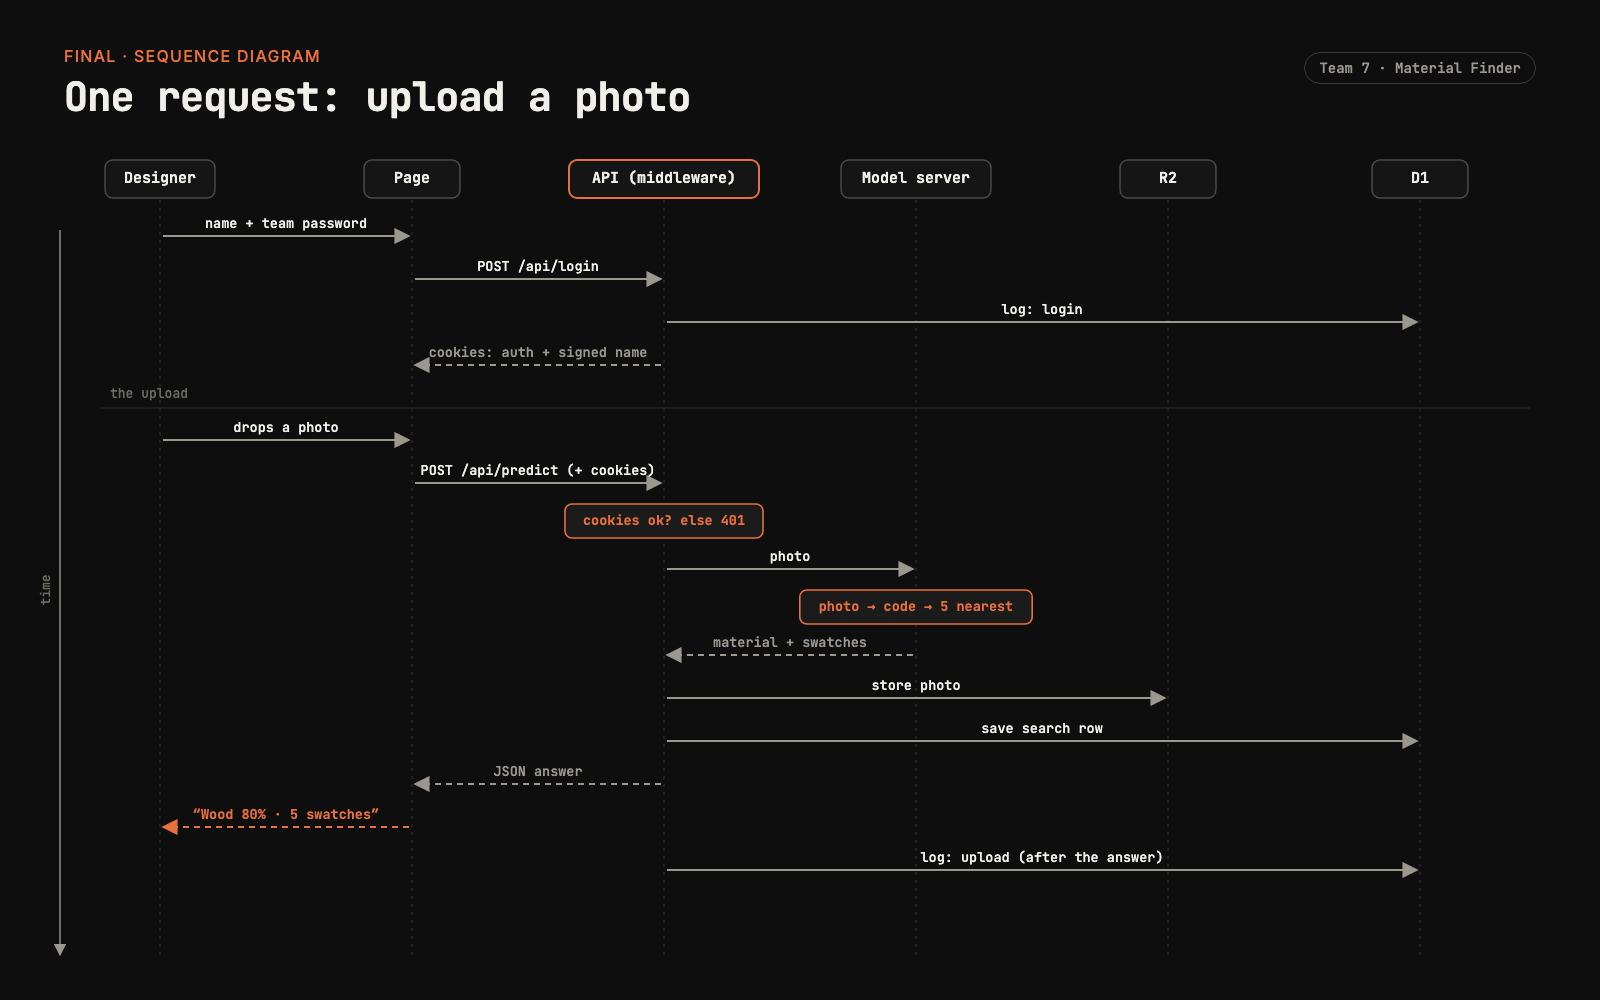 FINAL · SEQUENCE DIAGRAM
One request: upload a photo
Team 7 · Material Finder
Designer
Page
API (middleware)
Model server
R2
D1
name + team password
POST /api/login
log: login
cookies: auth + signed name
the upload
drops a photo
POST /api/predict (+ cookies)
cookies ok? else 401
photo
time
photo → code → 5 nearest
material + swatches
store photo
save search row
JSON answer
“Wood 80% · 5 swatches”
log: upload (after the answer)